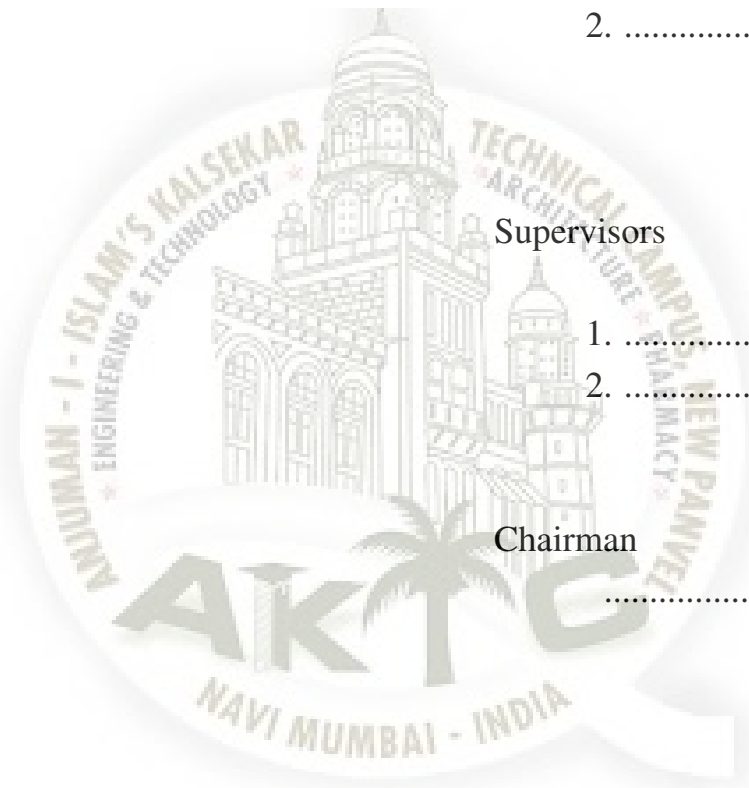 2. ..............
Supervisors
1. ..............
2. ..............
Chairman
................
ANJUMAN - I - ISLAM'S KALSEKAR TECHNICAL CAMPUS, NEW PANVEL
ENGINEERING & TECHNOLOGY * ARCHITECTURE * PHARMACY
AKTC
NAVI MUMBAI - INDIA